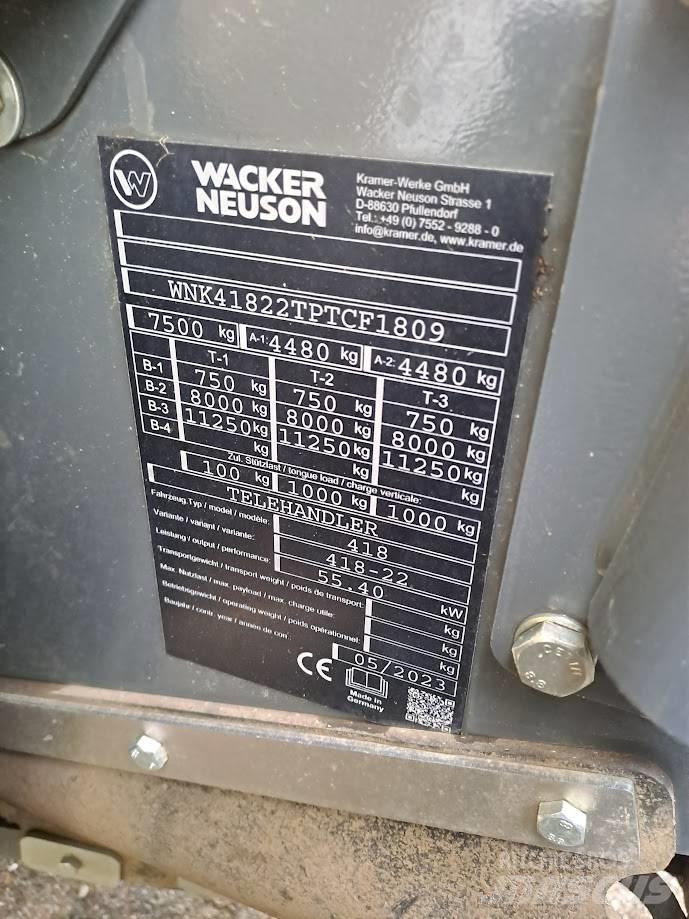 WACKER
NEUSON
Kramer-Werke GmbH
Wacker Neuson Strasse 1
D-88630 Pfullendorf
Tel.: +49 (0) 7552 - 9288 - 0
info@kramer.de, www.kramer.de
WNK41822TPTCF1809
7500 kg A-1: 4480 kg A-2: 4480 kg
T-1 T-2 T-3
B-1 750 kg 750 kg 750 kg
B-2 8000 kg 8000 kg 8000 kg
B-3 11250 kg 11250 kg 11250 kg
B-4 kg kg kg
Zul. Stützlast / tongue load / charge verticale:
100 kg 1000 kg 1000 kg
TELEHANDLER
Fahrzeug.Typ / model / modèle: 418
Variante / variant / variante: 418-22
Leistung / output / performance: 55.40 kW
Transportgewicht / transport weight / poids de transport: kg
Max. Nutzlast / max. payload / max. charge utile: kg
Betriebsgewicht / operating weight / poids opérationnel: kg
Baujahr / contr. year / année de con 05/2023
CE
Made in
Germany
8.8